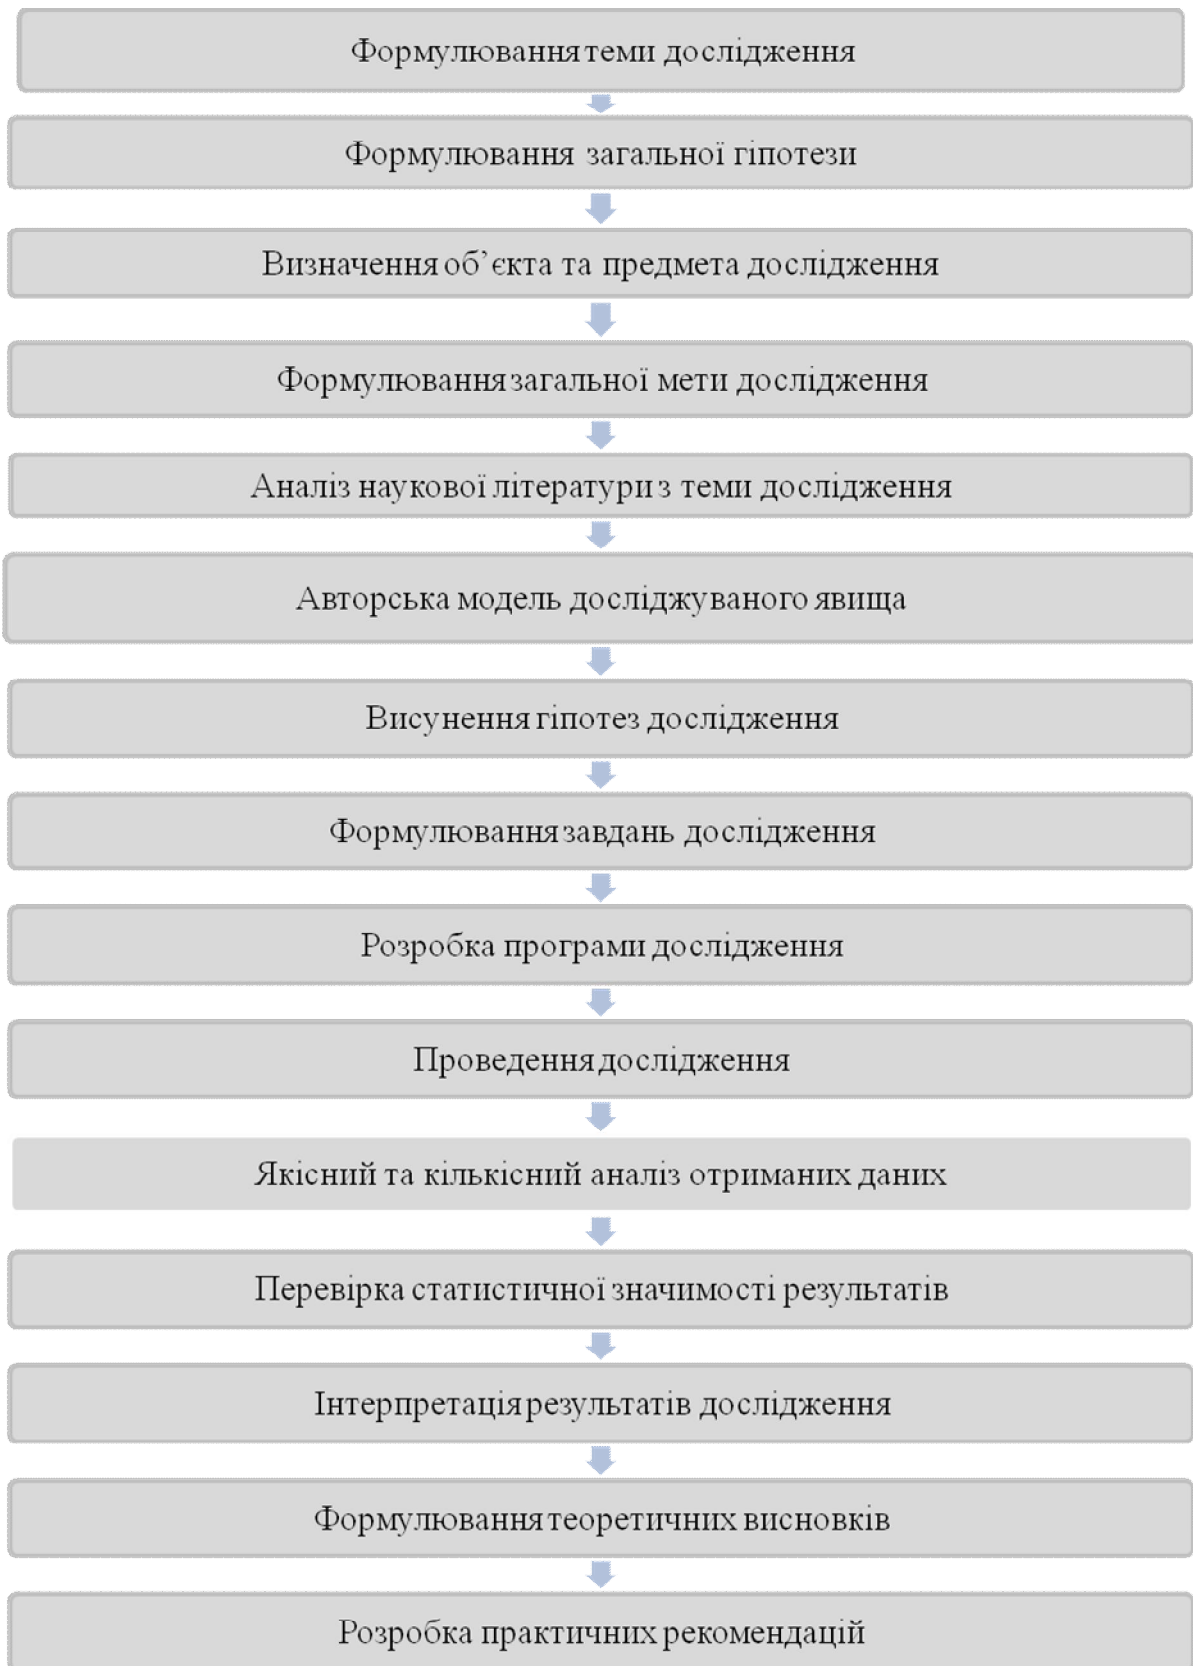 Формулювання теми дослідження
Формулювання загальної гіпотези
Визначення об’єкта та предмета дослідження
Формулювання загальної мети дослідження
Аналіз наукової літератури з теми дослідження
Авторська модель досліджуваного явища
Висунення гіпотез дослідження
Формулювання завдань дослідження
Розробка програми дослідження
Проведення дослідження
Якісний та кількісний аналіз отриманих даних
Перевірка статистичної значимості результатів
Інтерпретація результатів дослідження
Формулювання теоретичних висновків
Розробка практичних рекомендацій